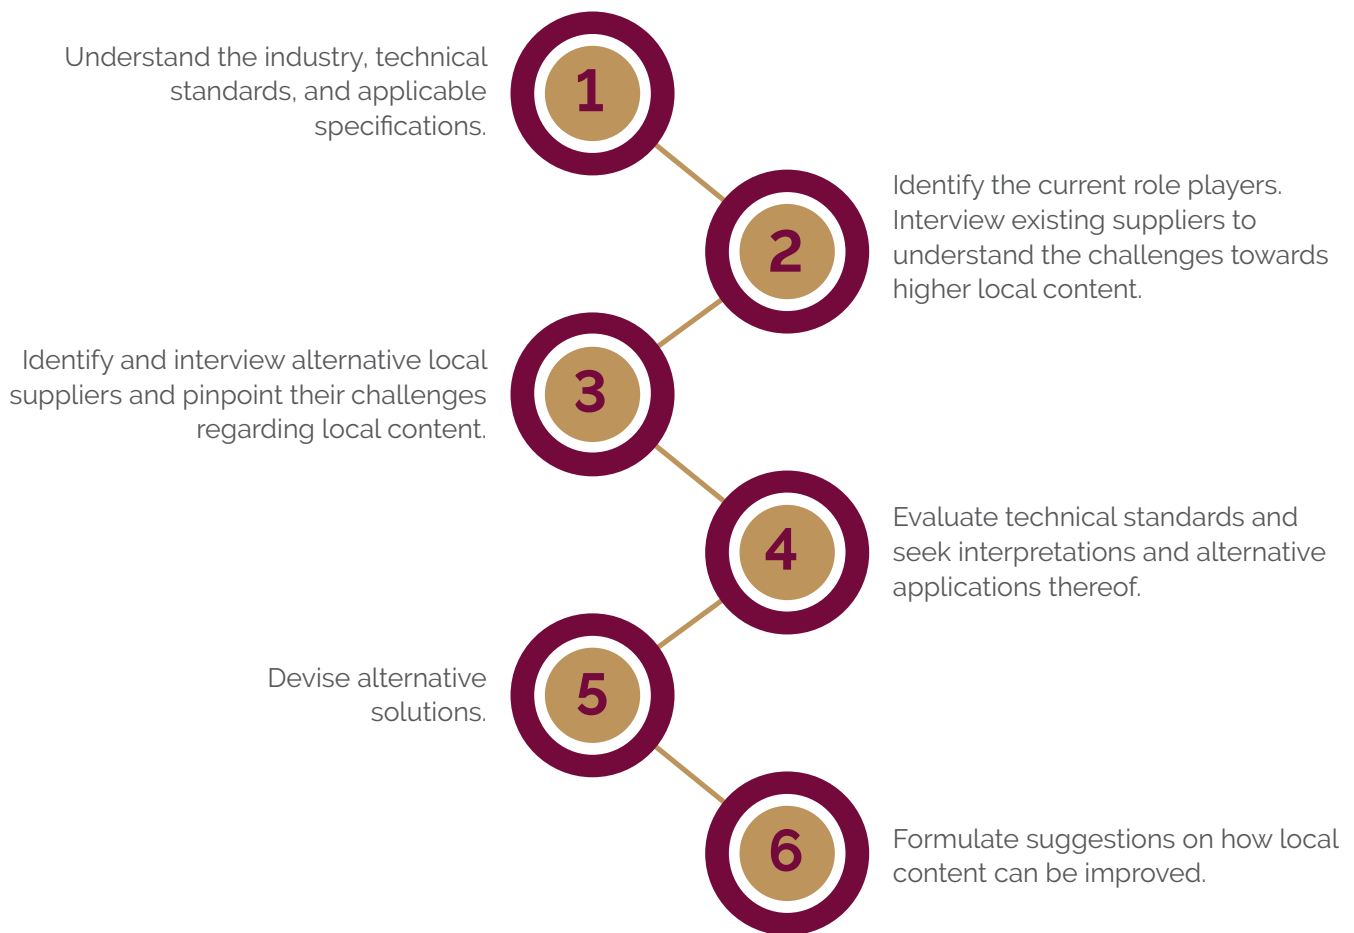 1
Understand the industry, technical
standards, and applicable
specifications.
2
Identify the current role players.
Interview existing suppliers to
understand the challenges towards
higher local content.
3
Identify and interview alternative local
suppliers and pinpoint their challenges
regarding local content.
4
Evaluate technical standards and
seek interpretations and alternative
applications thereof.
5
Devise alternative
solutions.
6
Formulate suggestions on how local
content can be improved.